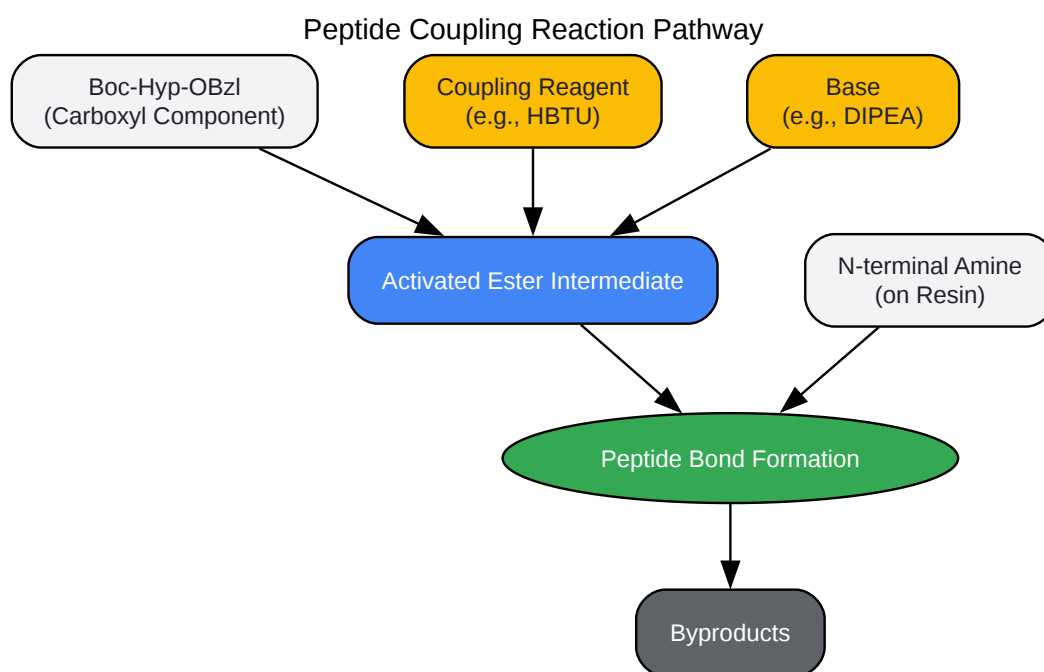 Peptide Coupling Reaction Pathway
Boc-Hyp-OBzl
(Carboxyl Component)
Coupling Reagent
(e.g., HBTU)
Base
(e.g., DIPEA)
Activated Ester Intermediate
N-terminal Amine
(on Resin)
Peptide Bond Formation
Byproducts